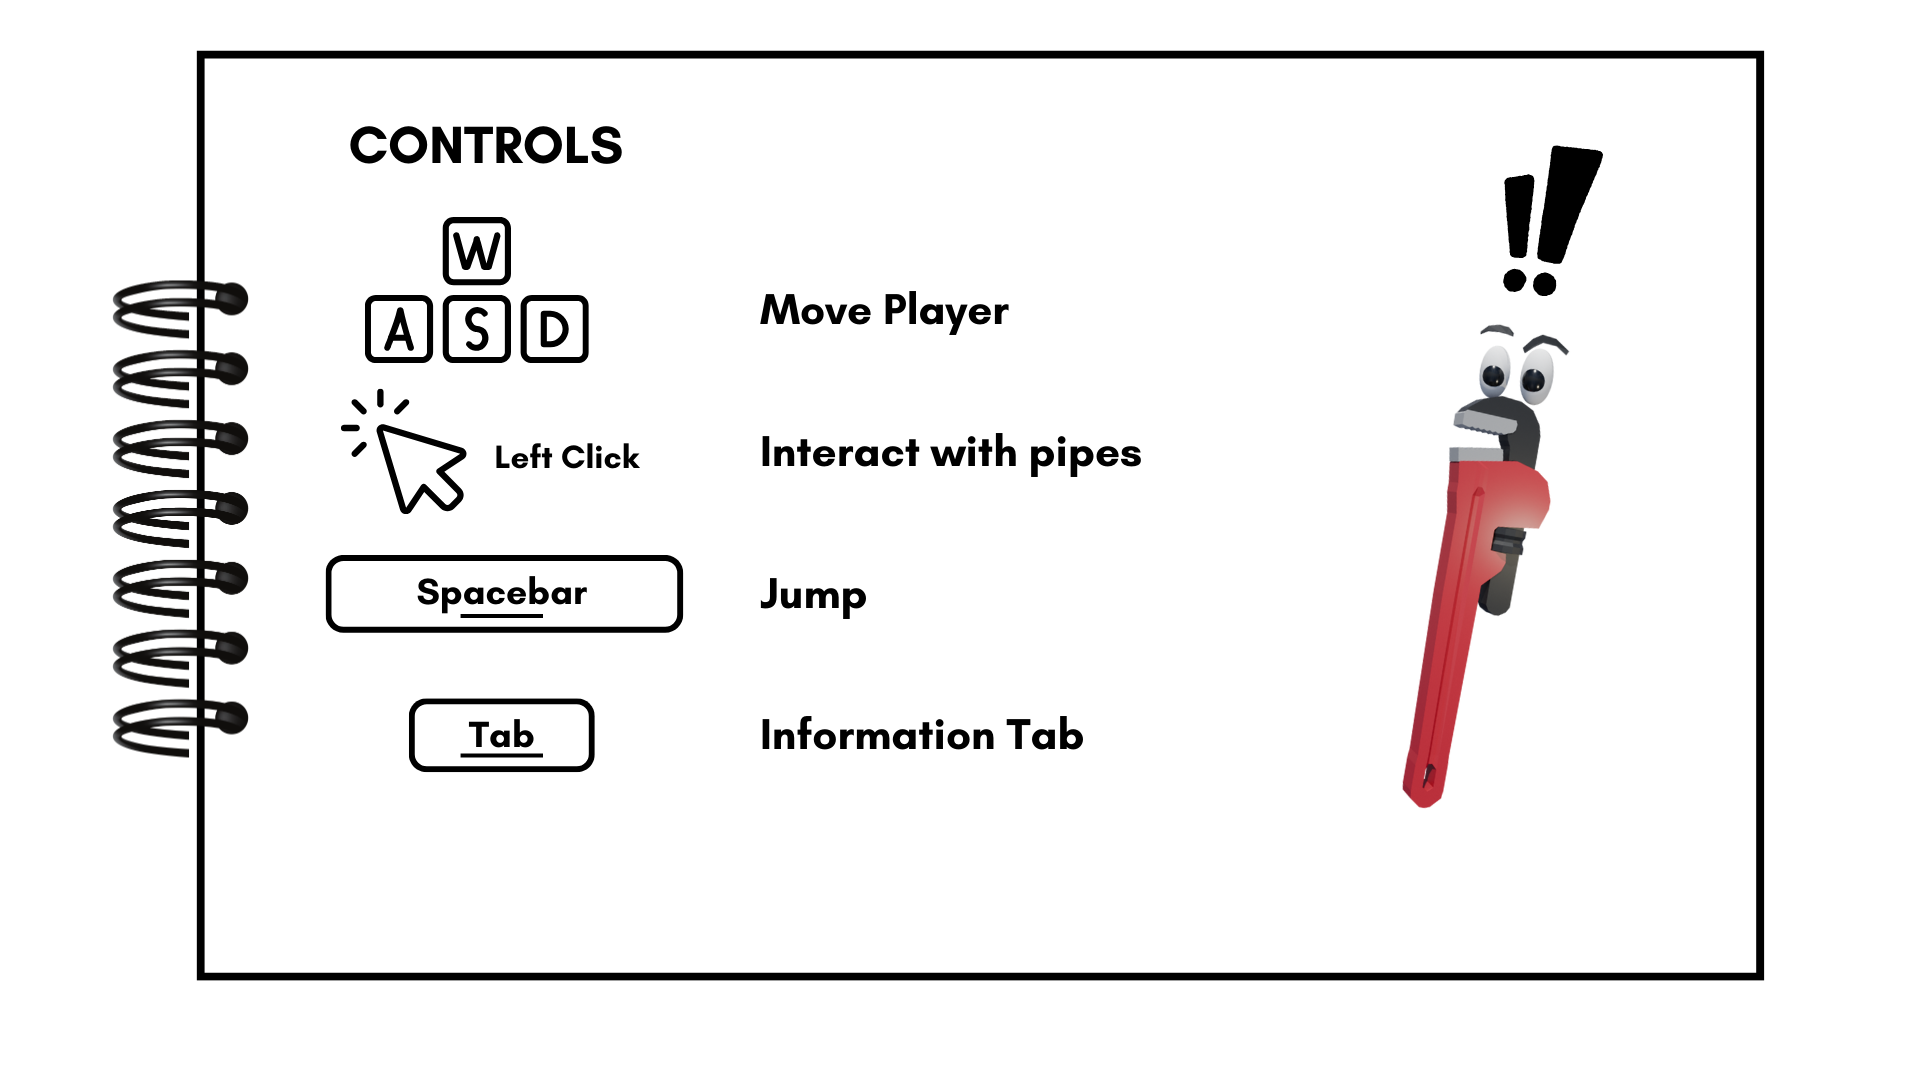 CONTROLS
W
A S D
Move Player
Left Click
Interact with pipes
Spacebar
Jump
Tab
Information Tab
!!